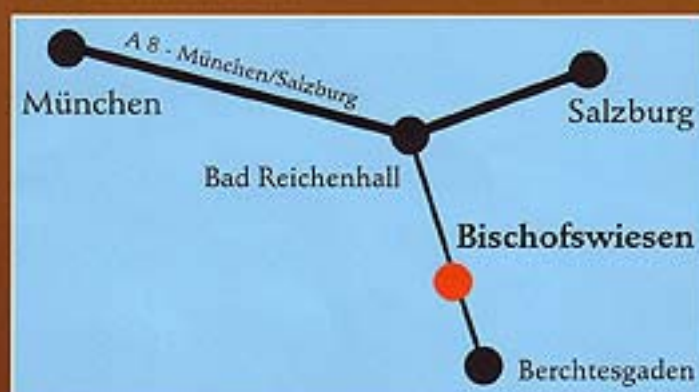 A 8 - München/Salzburg
München
Salzburg
Bad Reichenhall
Bischofswiesen
Berchtesgaden